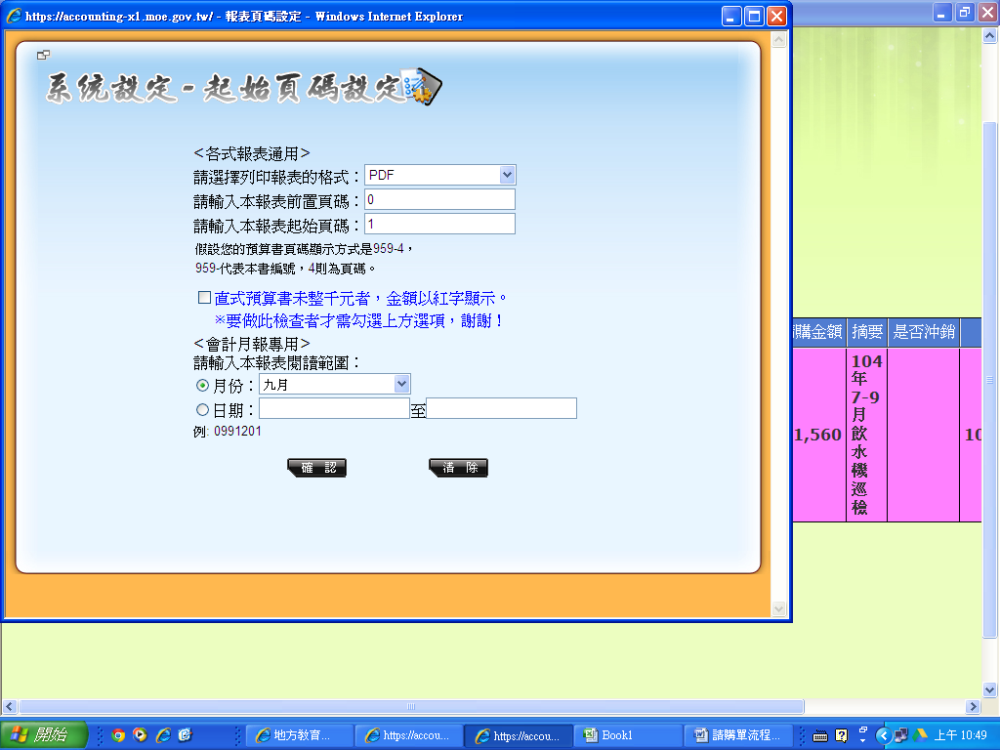 https://accounting-x1.moe.gov.tw/ - 報表頁碼設定 - Windows Internet Explorer
系統設定-起始頁碼設定
<各式報表通用>
請選擇列印報表的格式：PDF
請輸入本報表前置頁碼：0
請輸入本報表起始頁碼：1
假設您的預算書頁碼顯示方式是959-4，
959-代表本書編號，4則為頁碼。
直式預算書未整千元者，金額以紅字顯示。
※要做此檢查者才需勾選上方選項，謝謝！
<會計月報專用>
請輸入本報表閱讀範圍：
月份：九月
日期：至
例: 0991201
確 認 清 除
購金額 摘要 是否沖銷
1,560
104
年
7-9
月
飲
水
機
巡
檢
10
開始 地方教育... https://accou... https://accou... Book1 請購單流程... 上午 10:49